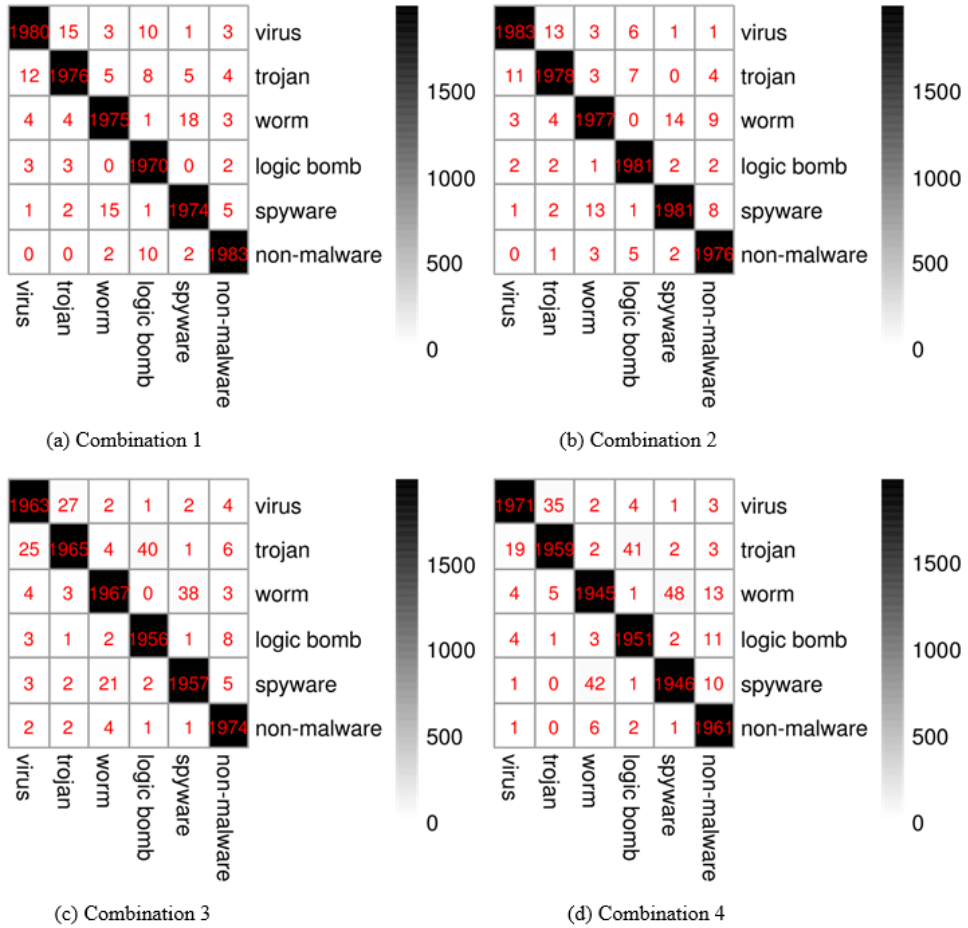 1980 15 3 10 1 3 virus
12 1976 5 8 5 4 trojan
4 4 1975 1 18 3 worm
3 3 0 1970 0 2 logic bomb
1 2 15 1 1974 5 spyware
0 0 2 10 2 1983 non-malware
virus trojan worm logic bomb spyware non-malware
1500
1000
500
0
(a) Combination 1
1983 13 3 6 1 1 virus
11 1978 3 7 0 4 trojan
3 4 1977 0 14 9 worm
2 2 1 1981 2 2 logic bomb
1 2 13 1 1981 8 spyware
0 1 3 5 2 1976 non-malware
virus trojan worm logic bomb spyware non-malware
1500
1000
500
0
(b) Combination 2
1963 27 2 1 2 4 virus
25 1965 4 40 1 6 trojan
4 3 1967 0 38 3 worm
3 1 2 1956 1 8 logic bomb
3 2 21 2 1957 5 spyware
2 2 4 1 1 1974 non-malware
virus trojan worm logic bomb spyware non-malware
1500
1000
500
0
(c) Combination 3
1971 35 2 4 1 3 virus
19 1959 2 41 2 3 trojan
4 5 1945 1 48 13 worm
4 1 3 1951 2 11 logic bomb
1 0 42 1 1946 10 spyware
1 0 6 2 1 1961 non-malware
virus trojan worm logic bomb spyware non-malware
1500
1000
500
0
(d) Combination 4